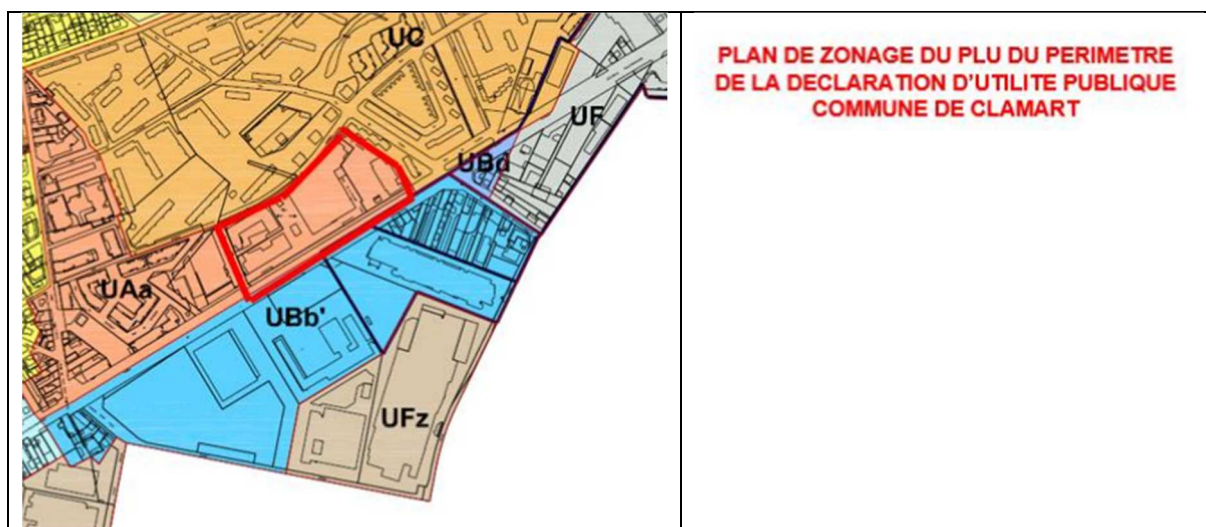 UC
UF
UBd
UAa
UBb'
UFz
PLAN DE ZONAGE DU PLU DU PERIMETRE
DE LA DECLARATION D'UTILITE PUBLIQUE
COMMUNE DE CLAMART